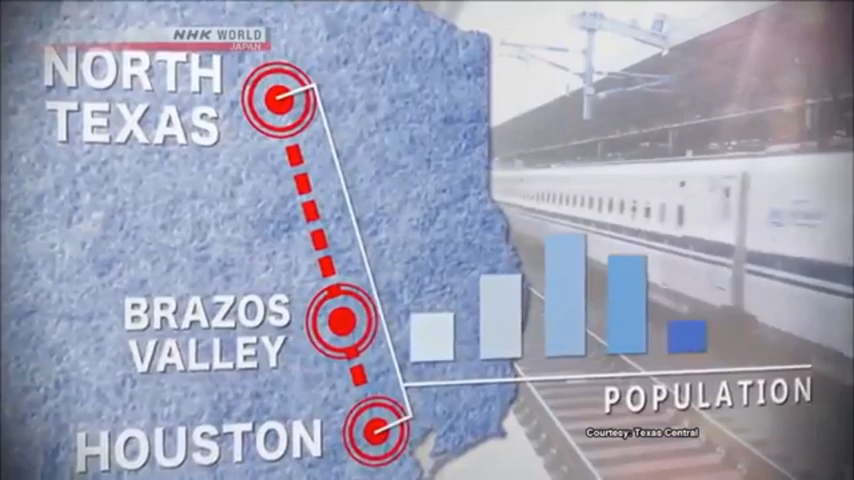 NHK WORLD
JAPAN
NORTH
TEXAS
BRAZOS
VALLEY
HOUSTON
POPULATION
Courtesy: Texas Central